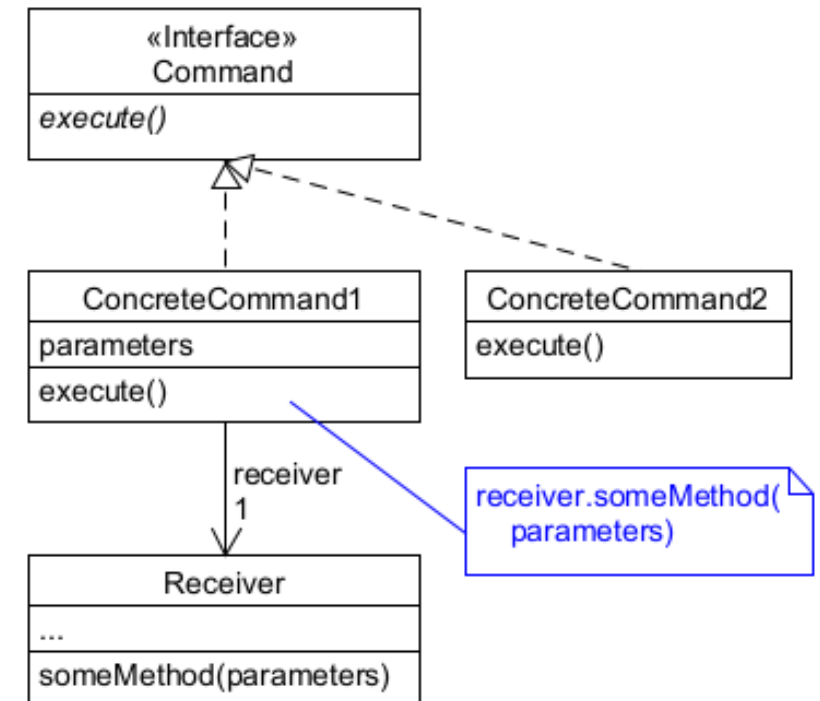 «Interface»
Command
execute()
ConcreteCommand1
parameters
execute()
ConcreteCommand2
execute()
receiver
1
receiver.someMethod(
parameters)
Receiver
...
someMethod(parameters)